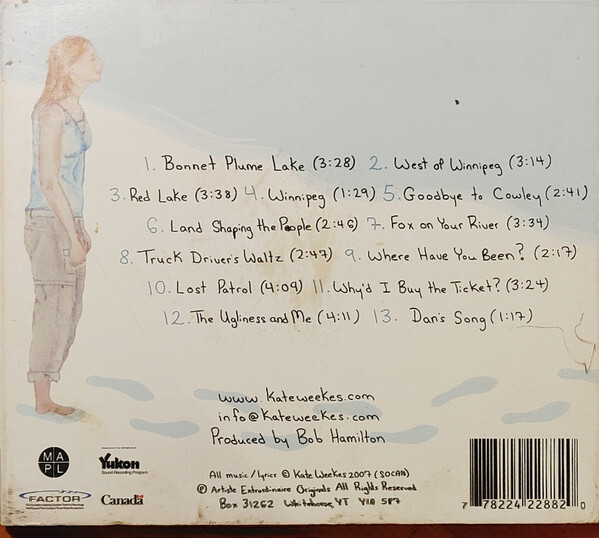 1. Bonnet Plume Lake (3:28) 2. West of Winnipeg (3:14)
3. Red Lake (3:38) 4. Winnipeg (1:29) 5. Goodbye to Cowley (2:41)
6. Land Shaping the People (2:46) 7. Fox on Your River (3:34)
8. Truck Driver's Waltz (2:47) 9. Where Have You Been? (2:17)
10. Lost Patrol (4:09) 11. Why'd I Buy the Ticket? (3:24)
12. The Ugliness and Me (4:11) 13. Dan's Song (1:17)
www.kateweekes.com
info@kateweekes.com
Produced by Bob Hamilton
All music/lyrics © Kate Weekes 2007 (SOCAN)
℗ Artiste Entraordinaire Originals All Rights Reserved
Box 31262 Whitehorse, YT Y1A 5P7
M A
P L
Yukon
Sound Recording Program
FACTOR
Canada
7 78224 22882 0